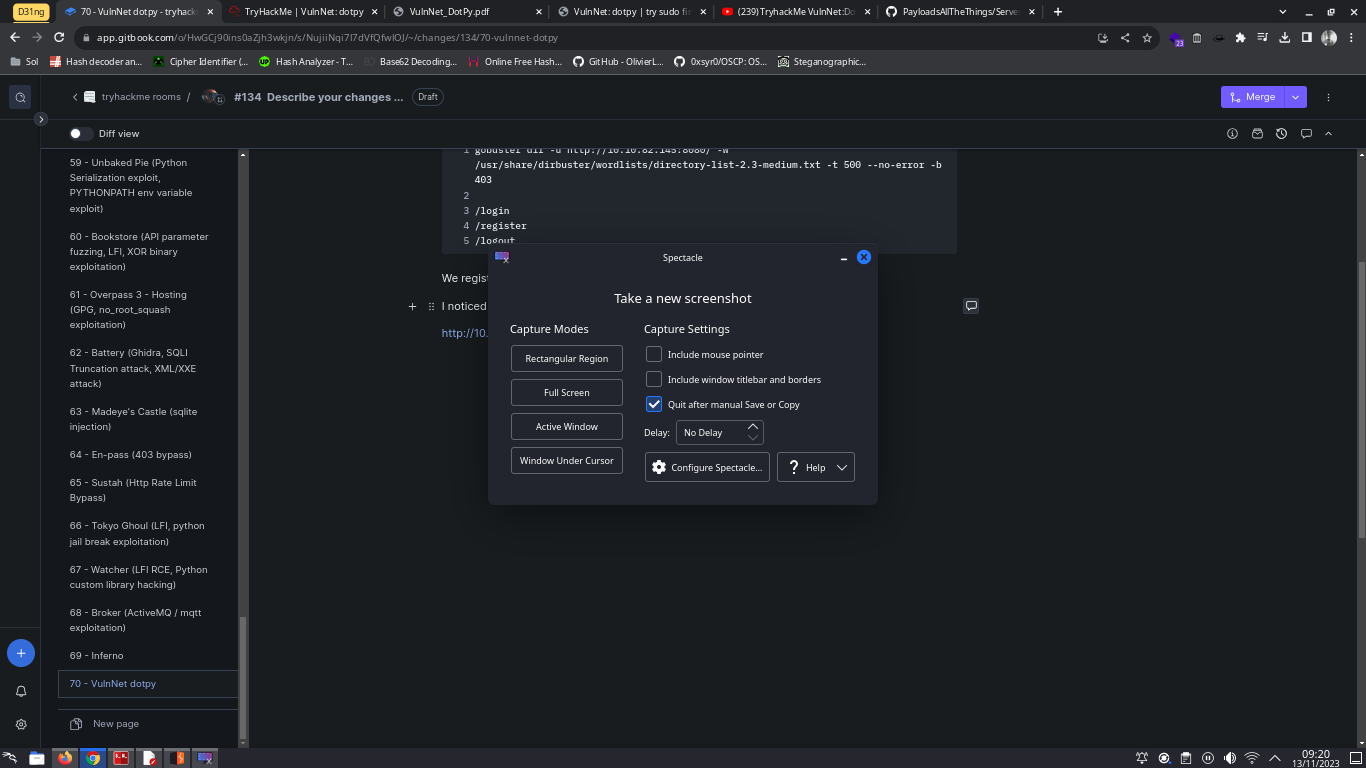 D31ng
70 - VulnNet dotpy - tryhack
TryHackMe | VulnNet: dotpy
VulnNet_DotPy.pdf
VulnNet: dotpy | try sudo fi
(239) TryhackMe VulnNet:Do
PayloadsAllTheThings/Serve
app.gitbook.com/o/HwGCj90ins0aZjh3wkjn/s/NujiiNqi7l7dVfQfwIOJ/~/changes/134/70-vulnnet-dotpy
23
Sol
Hash decoder an...
Cipher Identifier (...
Hash Analyzer - T...
Base62 Decoding...
Online Free Hash...
GitHub - OlivierL...
0xsyr0/OSCP: OS...
Steganographic...
tryhackme rooms /
#134 Describe your changes ...
Draft
Merge
Diff view
59 - Unbaked Pie (Python
Serialization exploit,
PYTHONPATH env variable
exploit)
60 - Bookstore (API parameter
fuzzing, LFI, XOR binary
exploitation)
61 - Overpass 3 - Hosting
(GPG, no_root_squash
exploitation)
62 - Battery (Ghidra, SQLI
Truncation attack, XML/XXE
attack)
63 - Madeye's Castle (sqlite
injection)
64 - En-pass (403 bypass)
65 - Sustah (Http Rate Limit
Bypass)
66 - Tokyo Ghoul (LFI, python
jail break exploitation)
67 - Watcher (LFI RCE, Python
custom library hacking)
68 - Broker (ActiveMQ / mqtt
exploitation)
69 - Inferno
70 - VulnNet dotpy
New page
1 gobuster dir -u http://10.10.82.145:8080/ -w
/usr/share/dirbuster/wordlists/directory-list-2.3-medium.txt -t 500 --no-error -b
403
2
3 /login
4 /register
5 /logout
We regist
I noticed
http://10.
Spectacle
Take a new screenshot
Capture Modes
Rectangular Region
Full Screen
Active Window
Window Under Cursor
Capture Settings
Include mouse pointer
Include window titlebar and borders
Quit after manual Save or Copy
Delay: No Delay
Configure Spectacle...
Help
09:20
13/11/2023